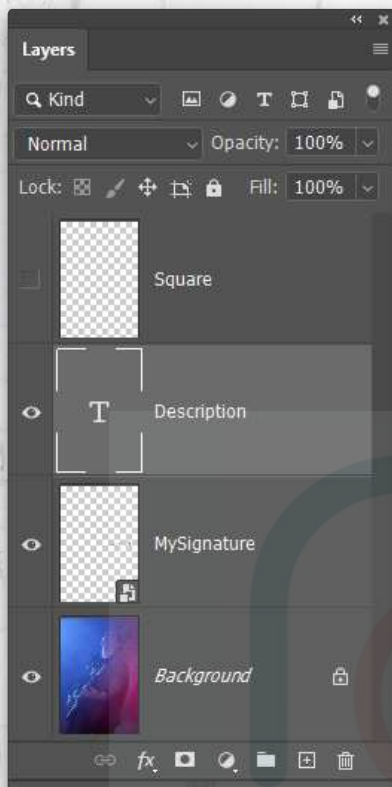 Layers
Kind
Normal Opacity: 100%
Lock: Fill: 100%
Square
T Description
MySignature
Background
fx